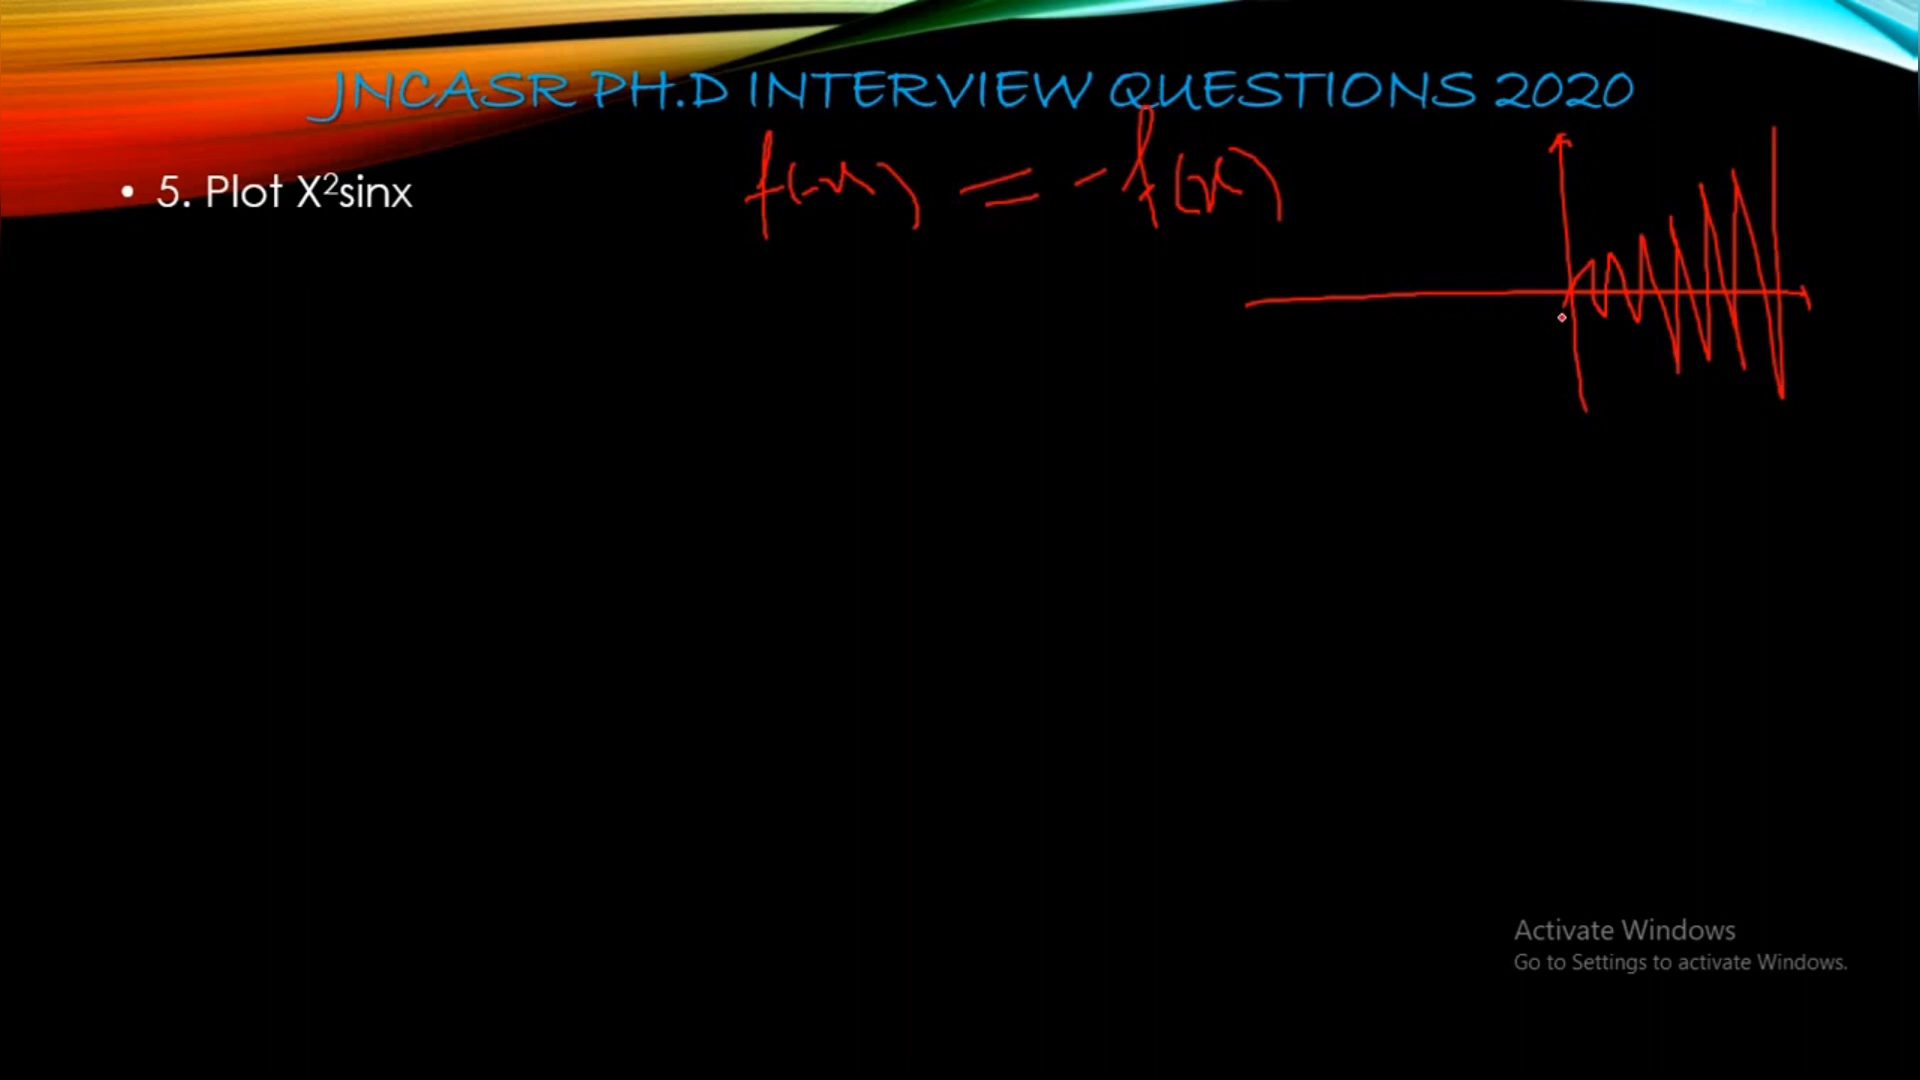 JNCASR PH.D INTERVIEW QUESTIONS 2020
• 5. Plot X²sinx
f(-x) = -f(x)
Activate Windows
Go to Settings to activate Windows.